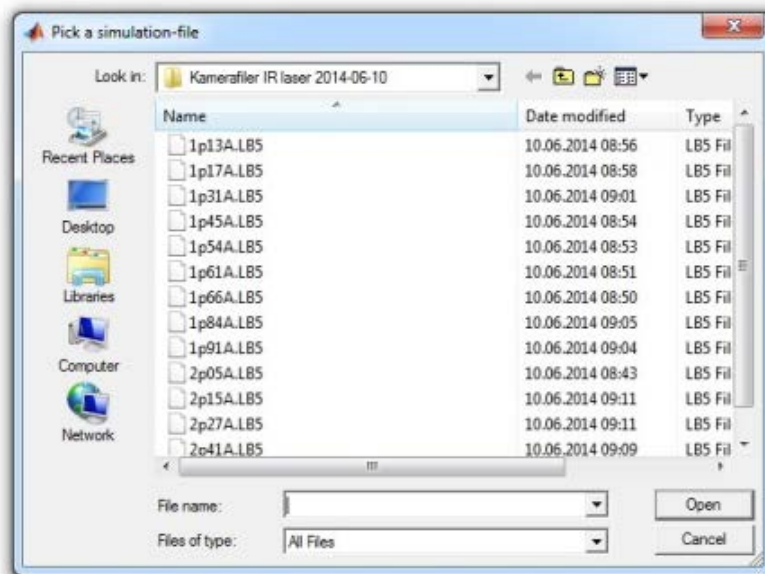 Pick a simulation-file
Look in: Kamerafiler IR laser 2014-06-10
Name Date modified Type
Recent Places
Desktop
Libraries
Computer
Network
1p13A.LB5 10.06.2014 08:56 LB5 Fil
1p17A.LB5 10.06.2014 08:58 LB5 Fil
1p31A.LB5 10.06.2014 09:01 LB5 Fil
1p45A.LB5 10.06.2014 08:54 LB5 Fil
1p54A.LB5 10.06.2014 08:53 LB5 Fil
1p61A.LB5 10.06.2014 08:51 LB5 Fil
1p66A.LB5 10.06.2014 08:50 LB5 Fil
1p84A.LB5 10.06.2014 09:05 LB5 Fil
1p91A.LB5 10.06.2014 09:04 LB5 Fil
2p05A.LB5 10.06.2014 08:43 LB5 Fil
2p15A.LB5 10.06.2014 09:11 LB5 Fil
2p27A.LB5 10.06.2014 09:11 LB5 Fil
2p41A.LB5 10.06.2014 09:09 LB5 Fil
File name: Open
Files of type: All Files Cancel